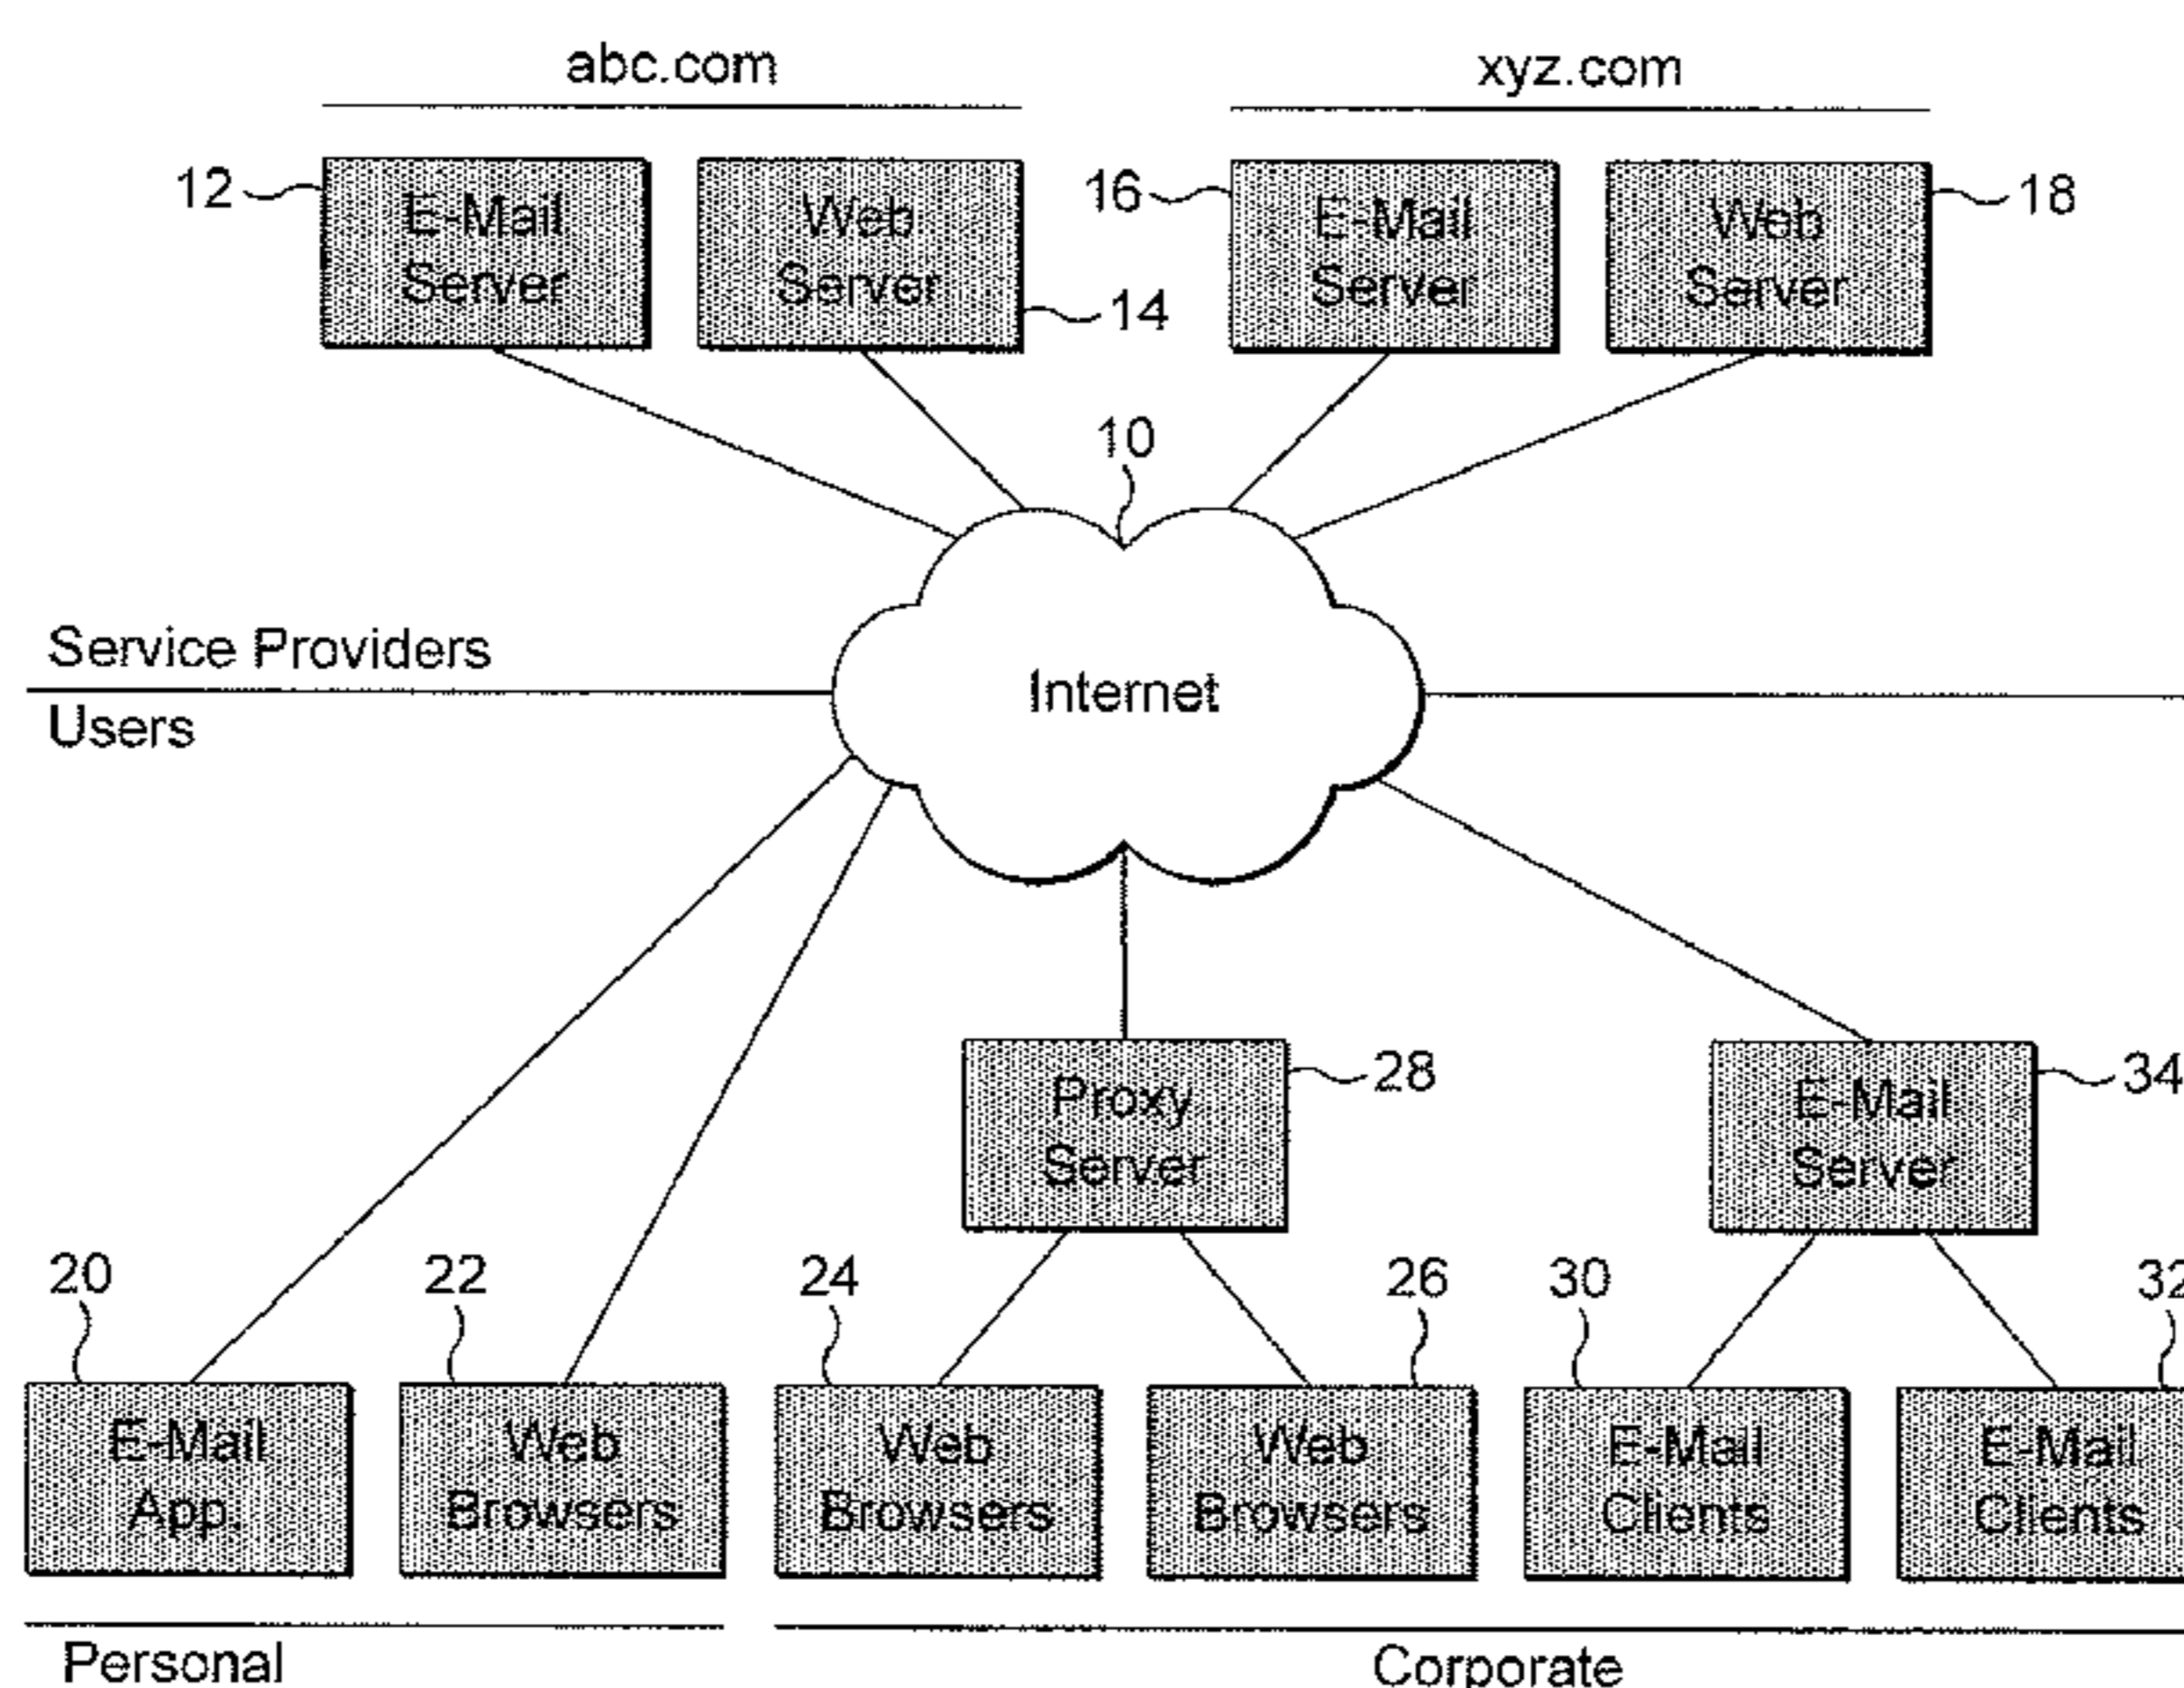 abc.com
xyz.com
12
E-Mail
Server
Web
Server
14
16
E-Mail
Server
Web
Server
18
10
Service Providers
Internet
Users
Proxy
Server
28
E-Mail
Server
34
20
22
24
26
30
32
E-Mail
App.
Web
Browsers
Web
Browsers
Web
Browsers
E-Mail
Clients
E-Mail
Clients
Personal
Corporate